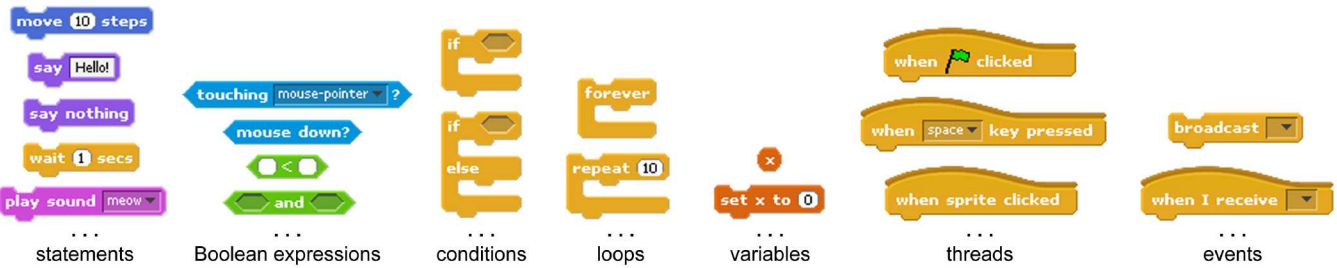 move 10 steps
say Hello!
say nothing
wait 1 secs
play sound meow
...
statements
touching mouse-pointer ?
mouse down?
<
and
...
Boolean expressions
if
if
else
...
conditions
forever
repeat 10
...
loops
x
set x to 0
...
variables
when clicked
when space key pressed
when sprite clicked
...
threads
broadcast
when I receive
...
events